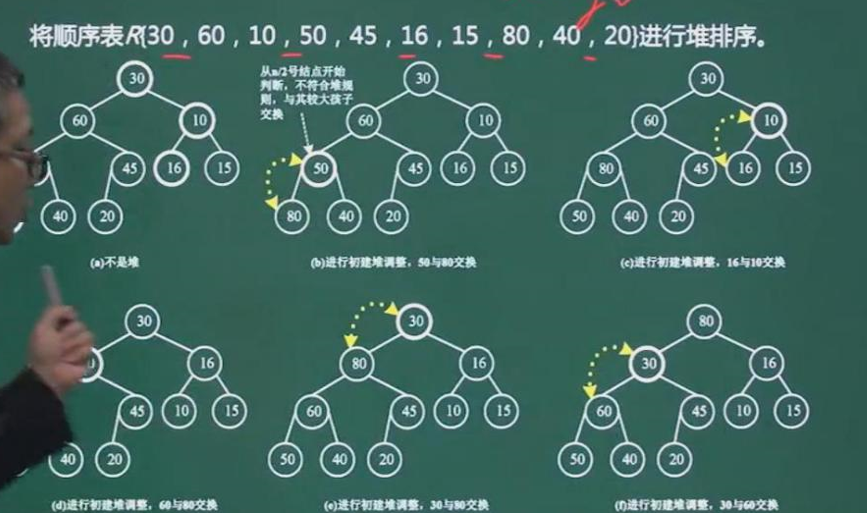 将顺序表R{30，60，10，50，45，16，15，80，40，20}进行堆排序。
从n/2号结点开始
判断，不符合堆规
则，与其较大孩子
交换
30
60 10
45 16 15
40 20
(a)不是堆
30
60 10
50 45 16 15
80 40 20
(b)进行初建堆调整，50与80交换
30
60 10
80 45 16 15
50 40 20
(c)进行初建堆调整，16与10交换
30
16
45 10 15
40 20
(d)进行初建堆调整，60与80交换
30
80 16
60 45 10 15
50 40 20
(e)进行初建堆调整，30与80交换
80
30 16
60 45 10 15
50 40 20
(f)进行初建堆调整，30与60交换